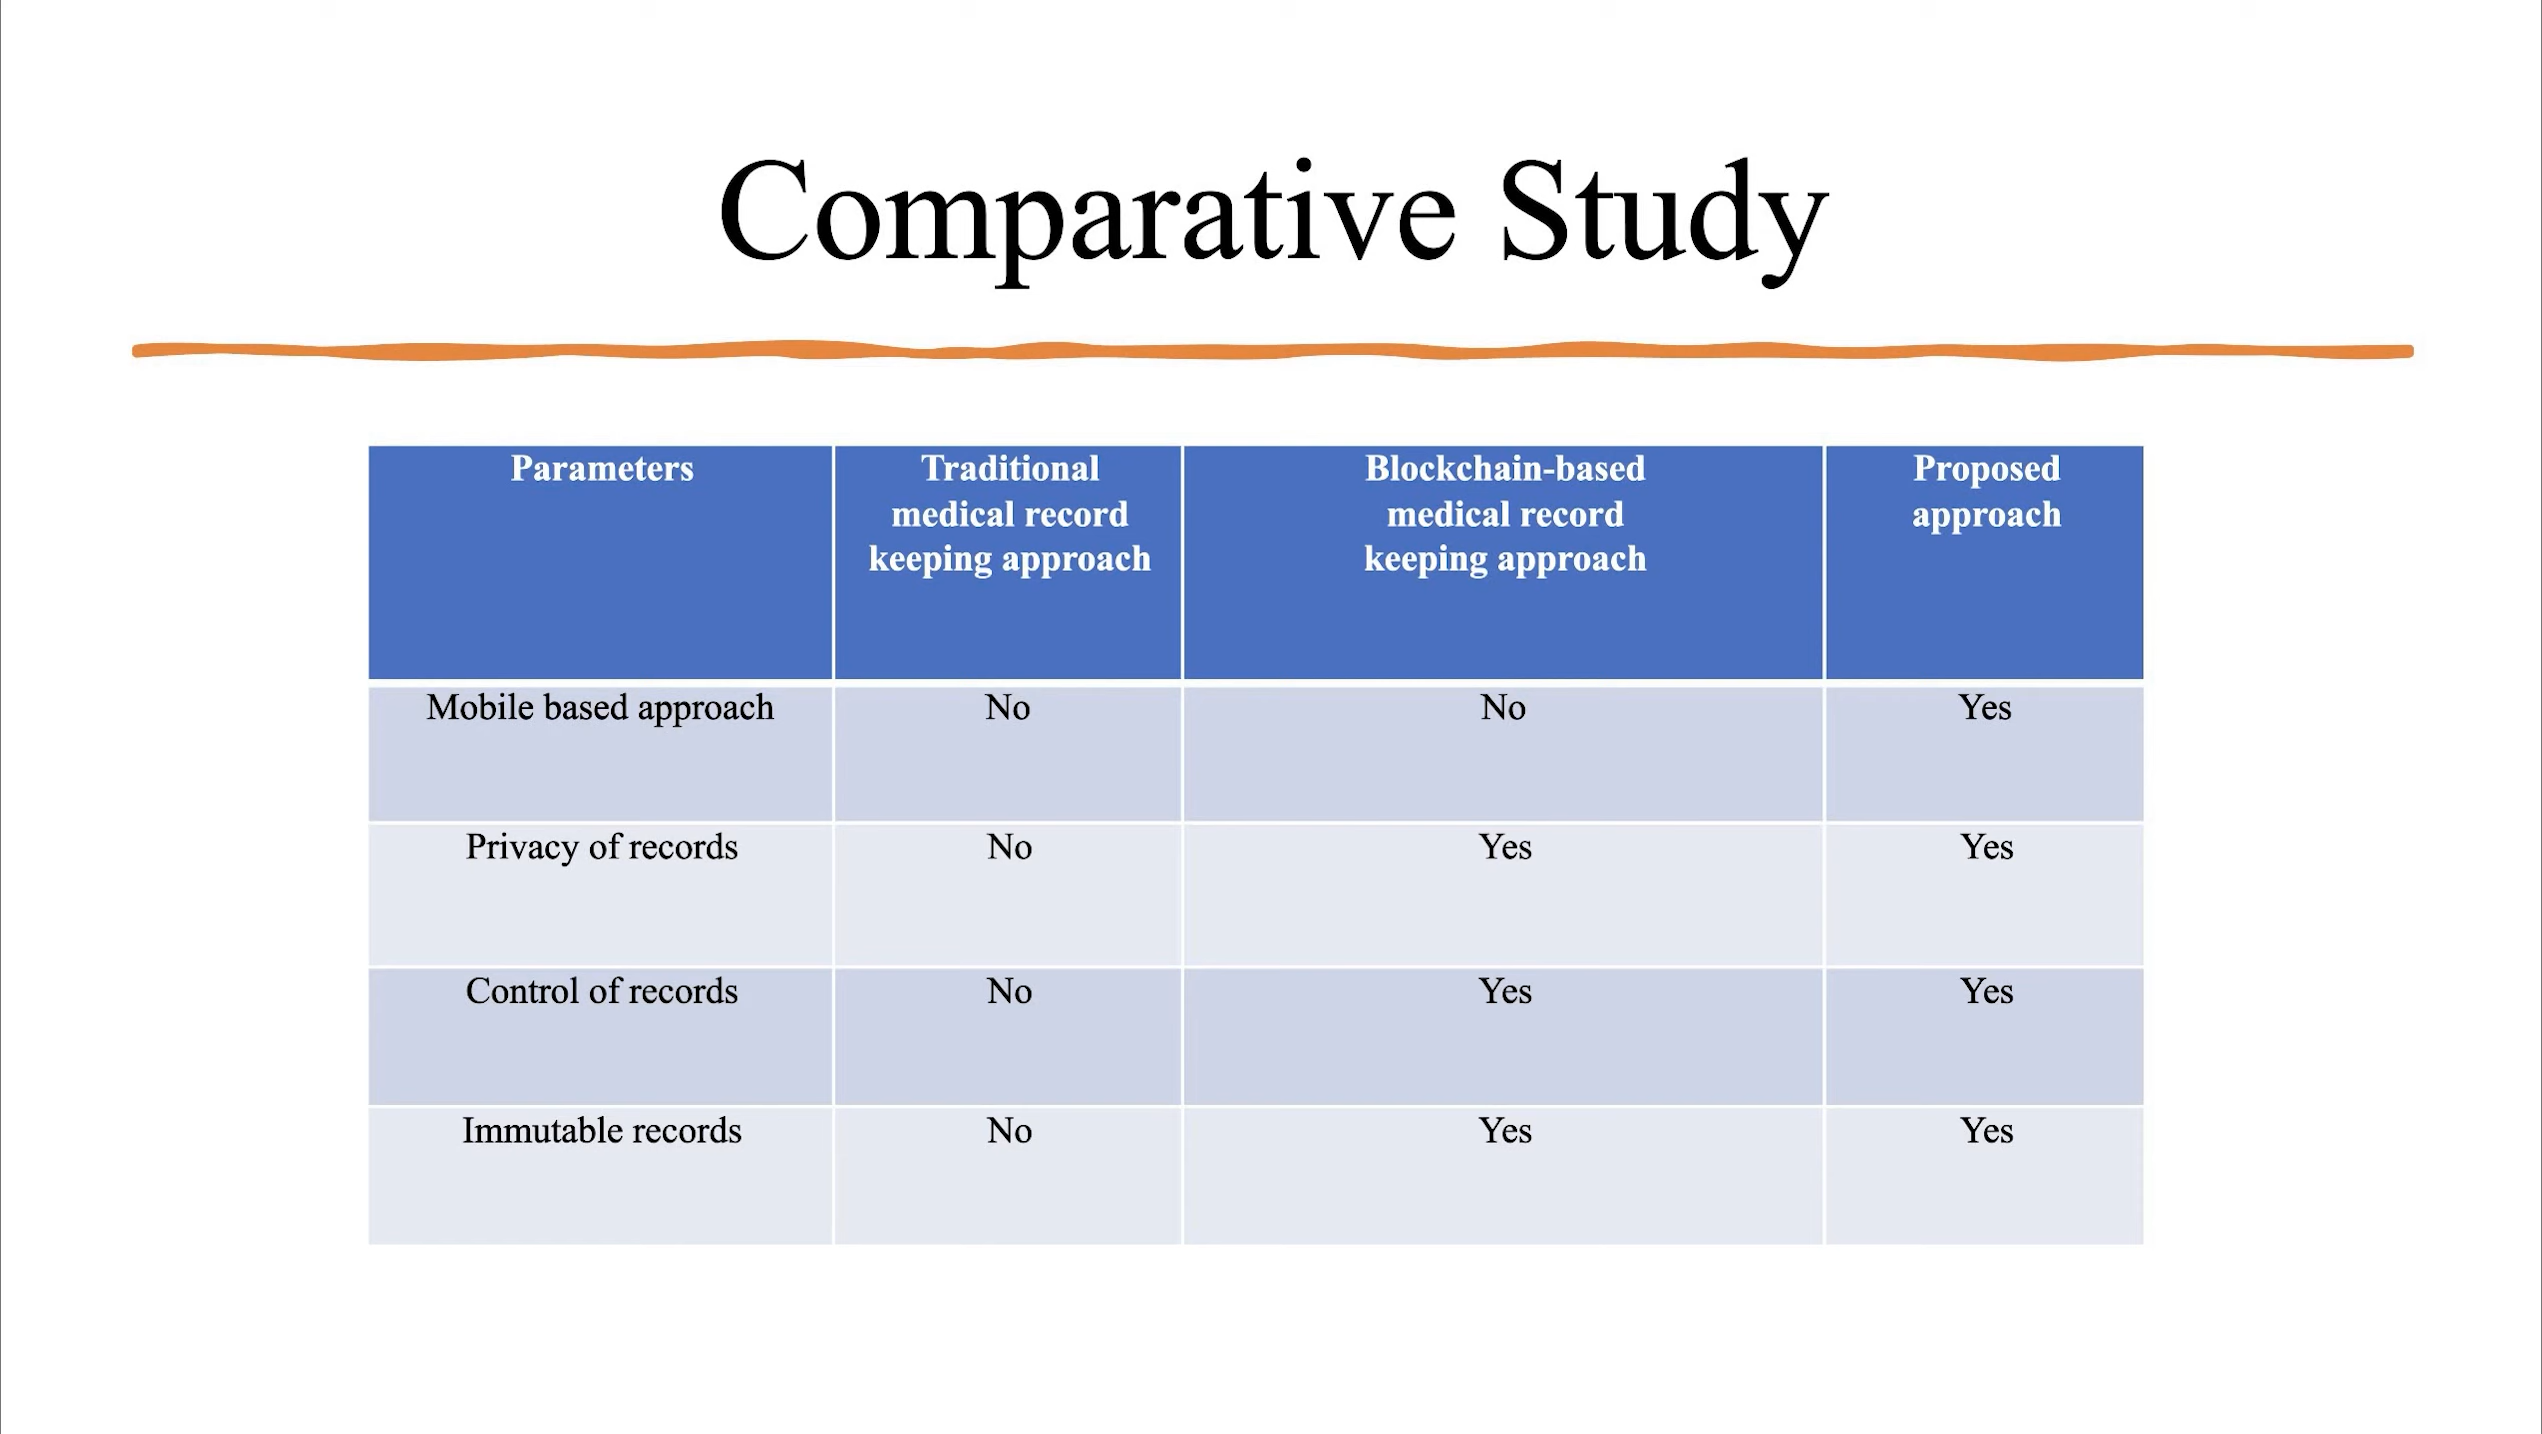 Comparative Study
Parameters
Traditional
medical record
keeping approach
Blockchain-based
medical record
keeping approach
Proposed
approach
Mobile based approach No No Yes
Privacy of records No Yes Yes
Control of records No Yes Yes
Immutable records No Yes Yes